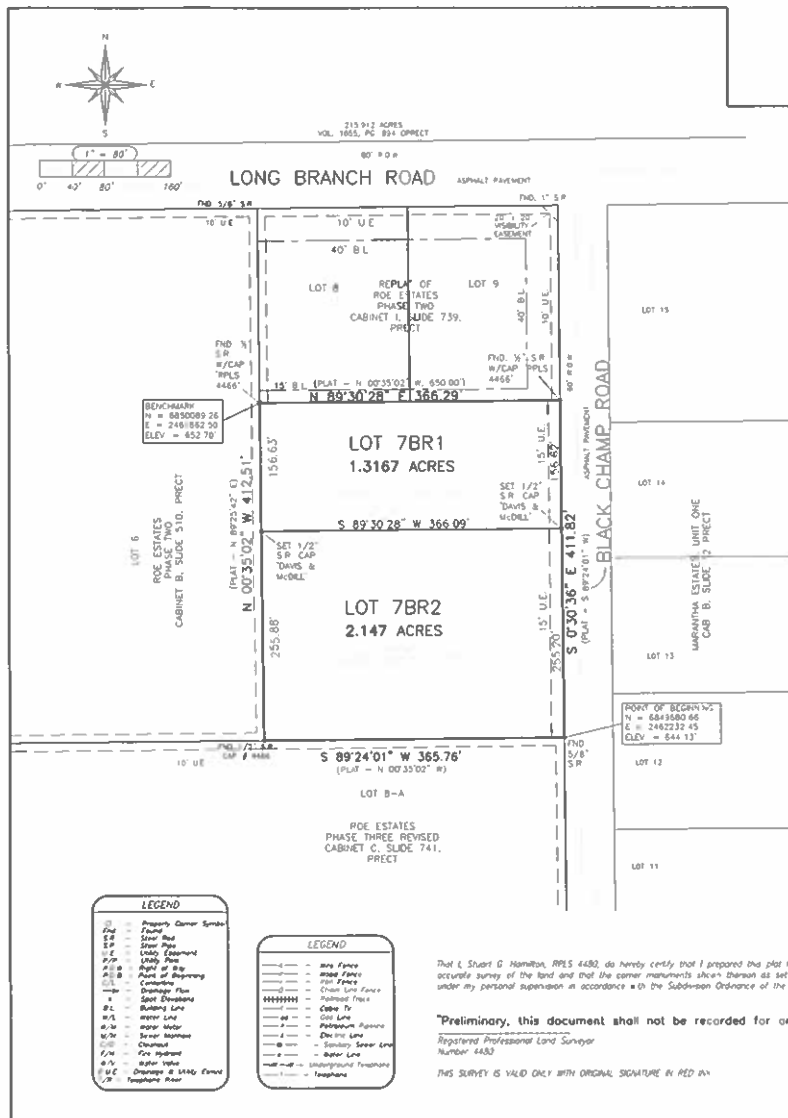 N
W
E
S
1" = 80'
0' 40' 80' 160'
215.912 ACRES
VOL. 1665, PG 894 OPRECT
60' R O W
LONG BRANCH ROAD
ASPHALT PAVEMENT
FND 5/8" S R
FND. 1" S R
10' U E
10' U E
VISIBILITY
EASEMENT
40' B L
LOT 8
REPLAT OF
ROE ESTATES
PHASE TWO
CABINET I, SLIDE 739,
PRECT
LOT 9
40' B L
10' U E
LOT 15
FND ½"
S R
W/CAP
"RPLS
4466"
FND. ½" S R
W/CAP RPLS
4466'
60' R O W
15' B L
(PLAT - N 00'35'02" W, 650.00')
N 89'30'28" E 366.29'
BENCHMARK
N = 6850089.26
E = 2461862.50
ELEV = 652.70'
LOT 7BR1
1.3167 ACRES
156.63'
15' U.E.
156.62'
ASPHALT PAVEMENT
BLACK CHAMP ROAD
SET 1/2"
S.R. CAP
"DAVIS &
McDILL"
LOT 14
S 89'30'28" W 366.09'
SET 1/2"
S R CAP
"DAVIS &
McDILL"
LOT 6
ROE ESTATES
PHASE TWO
CABINET B, SLIDE 510, PRECT
(PLAT - N 89'25'42" E)
N 00'35'02" W 412.51'
LOT 7BR2
2.147 ACRES
255.88'
15' U.E.
255.20'
S 0'30'36" E 411.82'
(PLAT = S 89'24'01" W)
MARANTHA ESTATES, UNIT ONE
CAB B, SLIDE 12 PRECT
LOT 13
POINT OF BEGINNING
N = 6849680.66
E = 2462232.45
ELEV = 644.13'
FND 1/2" S.R.
CAP # 4466
10' U E
S 89'24'01" W 365.76'
(PLAT - N 00'35'02" W)
FND
5/8"
S R
LOT 12
LOT 8-A
ROE ESTATES
PHASE THREE REVISED
CABINET C, SLIDE 741,
PRECT
LOT 11
LEGEND
Property Corner Symbol
Fnd - Found
S R - Steel Rod
S P - Steel Pipe
U E - Utility Easement
P/P - Utility Pole
R O W - Right of Way
P O B - Point of Beginning
C/L - Centerline
Drainage Flow
x - Spot Elevations
B L - Building Line
W/L - Water Line
W/M - Water Meter
M/H - Sewer Manhole
C/O - Cleanout
F/H - Fire Hydrant
W/V - Water Valve
D U E - Drainage & Utility Esmnt
T/R - Telephone Riser
LEGEND
Wire Fence
Wood Fence
Iron Fence
Chain Link Fence
Railroad Track
Cable TV
Gas Line
Petroleum Pipeline
Electric Line
Sanitary Sewer Line
Water Line
Underground Telephone
Telephone
That I, Stuart G. Hamilton, RPLS 4480, do hereby certify that I prepared this plat
accurate survey of the land and that the corner monuments shown thereon as set
under my personal supervision in accordance with the Subdivision Ordinance of the
"Preliminary, this document shall not be recorded for
Registered Professional Land Surveyor
Number 4480
THIS SURVEY IS VALID ONLY WITH ORIGINAL SIGNATURE IN RED INK